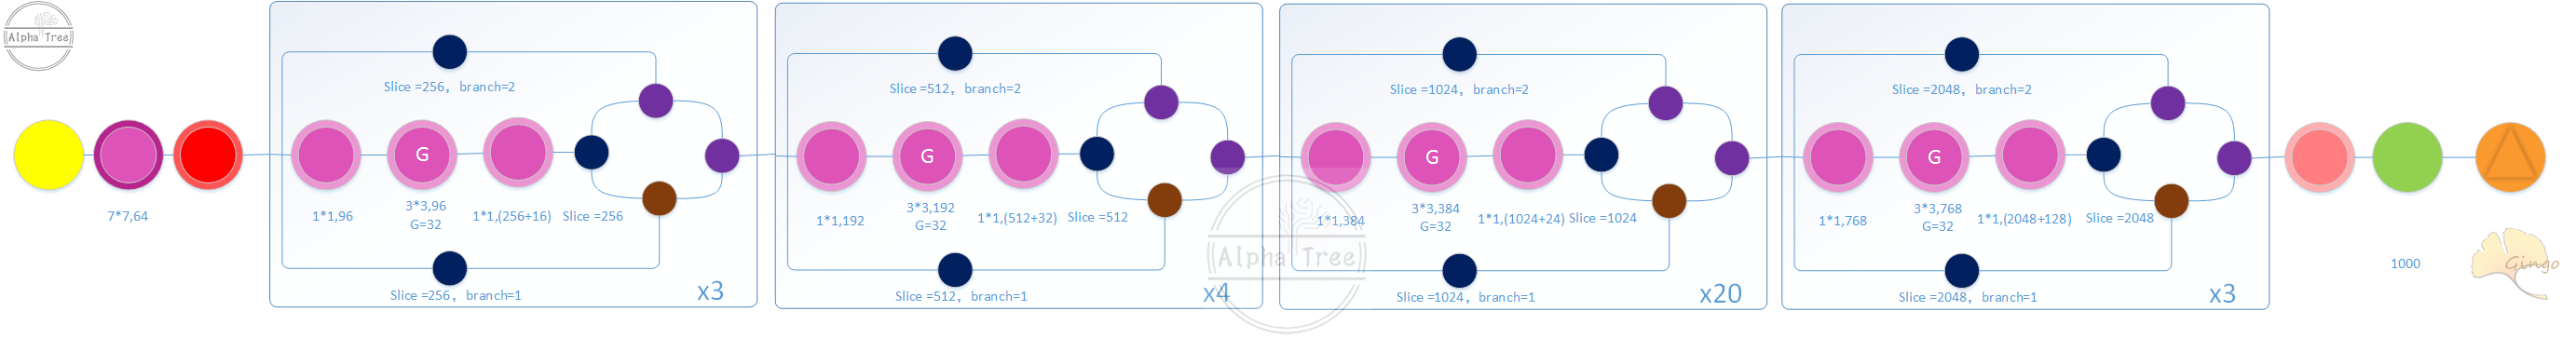 Alpha Tree
7*7,64
Slice =256, branch=2
G
1*1,96
3*3,96
G=32
1*1,(256+16)
Slice =256
Slice =256, branch=1
x3
Slice =512, branch=2
G
1*1,192
3*3,192
G=32
1*1,(512+32)
Slice =512
Slice =512, branch=1
x4
Slice =1024, branch=2
G
1*1,384
3*3,384
G=32
1*1,(1024+24)
Slice =1024
Slice =1024, branch=1
x20
Alpha Tree
Slice =2048, branch=2
G
1*1,768
3*3,768
G=32
1*1,(2048+128)
Slice =2048
Slice =2048, branch=1
x3
1000
Gingo